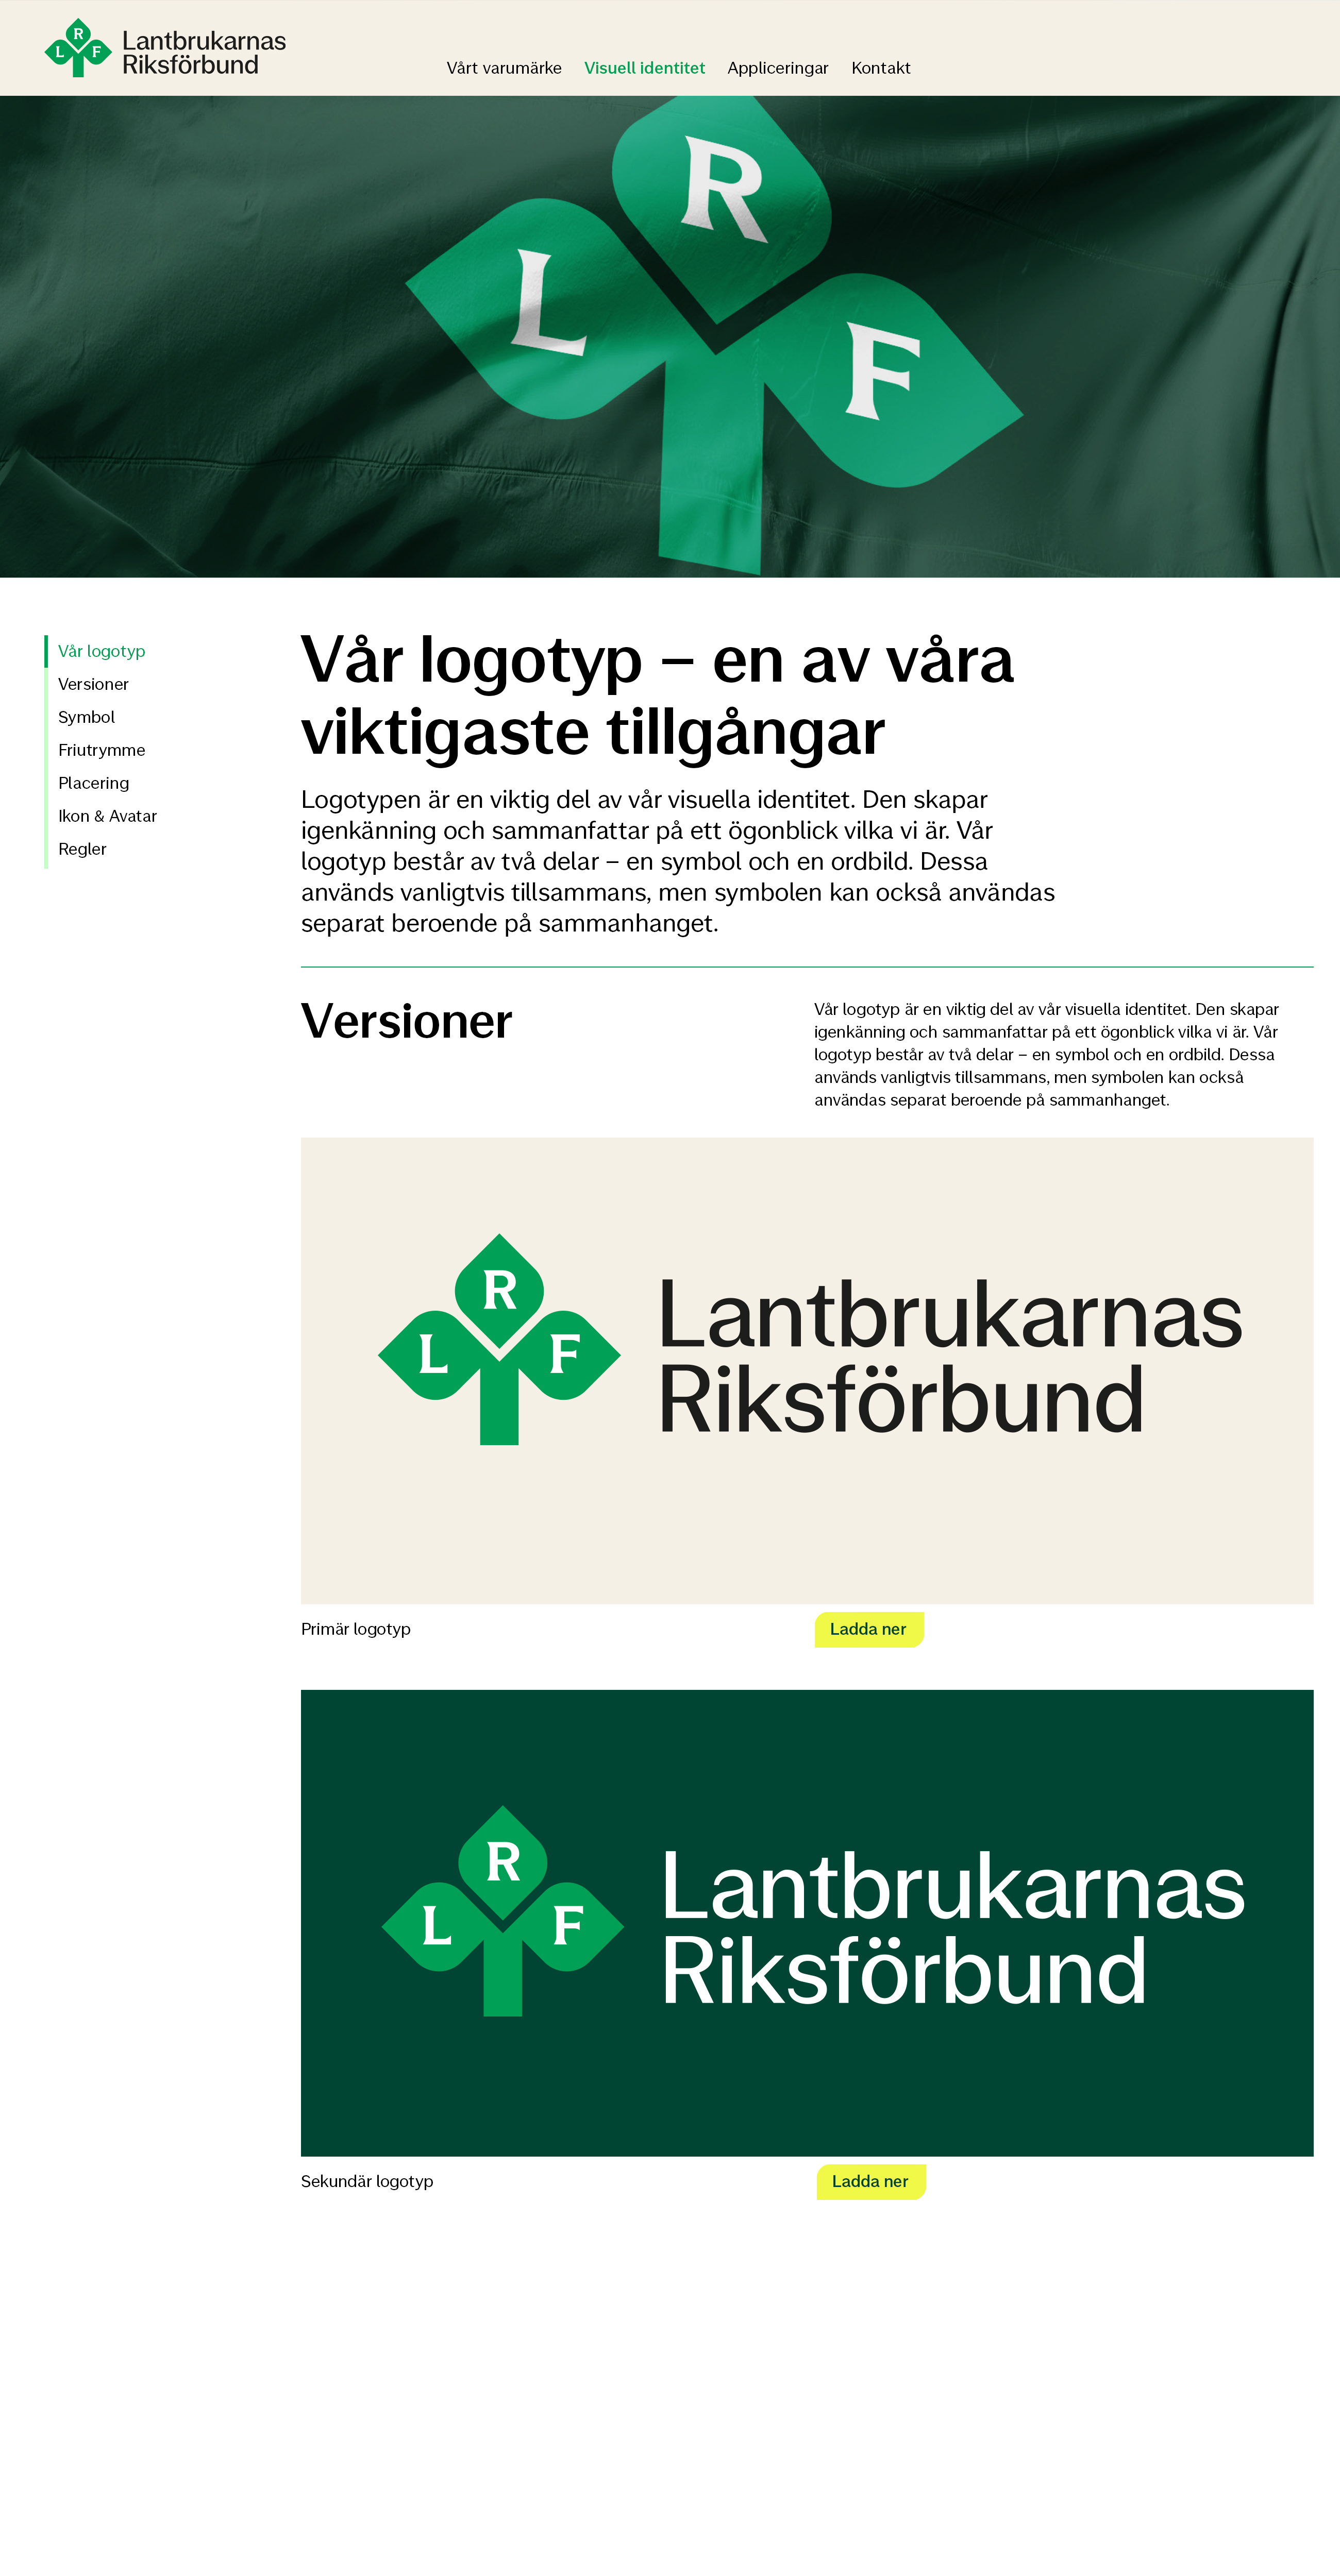 L R F
Lantbrukarnas
Riksförbund
Vårt varumärke Visuell identitet Appliceringar Kontakt
L R F
Vår logotyp
Versioner
Symbol
Friutrymme
Placering
Ikon & Avatar
Regler
Vår logotyp – en av våra
viktigaste tillgångar
Logotypen är en viktig del av vår visuella identitet. Den skapar
igenkänning och sammanfattar på ett ögonblick vilka vi är. Vår
logotyp består av två delar – en symbol och en ordbild. Dessa
används vanligtvis tillsammans, men symbolen kan också användas
separat beroende på sammanhanget.
Versioner
Vår logotyp är en viktig del av vår visuella identitet. Den skapar
igenkänning och sammanfattar på ett ögonblick vilka vi är. Vår
logotyp består av två delar – en symbol och en ordbild. Dessa
används vanligtvis tillsammans, men symbolen kan också
användas separat beroende på sammanhanget.
L R F
Lantbrukarnas
Riksförbund
Primär logotyp
Ladda ner
L R F
Lantbrukarnas
Riksförbund
Sekundär logotyp
Ladda ner